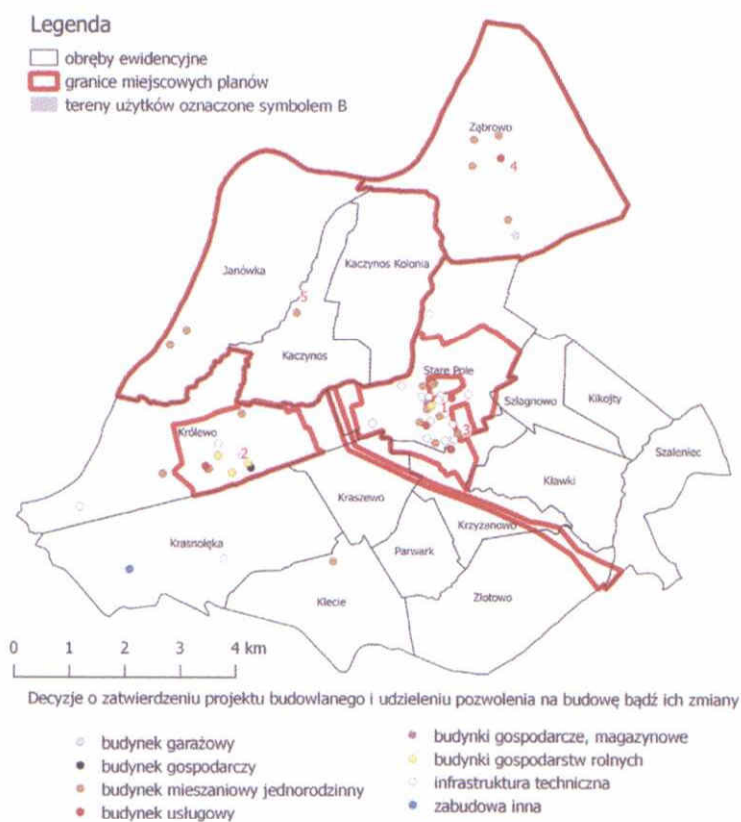 Legenda
obręby ewidencyjne
granice miejscowych planów
tereny użytków oznaczone symbolem B
Ząbrowo
4
Janówka
Kaczynos Kolonia
5
Kaczynos
Stare Pole
1
3
Szlagnowo
Kikojty
Szaleniec
Królewo
2
Kławki
Kraszewo
Krzyżanowo
Krasnołęka
Parwark
Klecie
Złotowo
0 1 2 3 4 km
Decyzje o zatwierdzeniu projektu budowlanego i udzieleniu pozwolenia na budowę bądź ich zmiany
budynek garażowy
budynek gospodarczy
budynek mieszaniowy jednorodzinny
budynek usługowy
budynki gospodarcze, magazynowe
budynki gospodarstw rolnych
infrastruktura techniczna
zabudowa inna